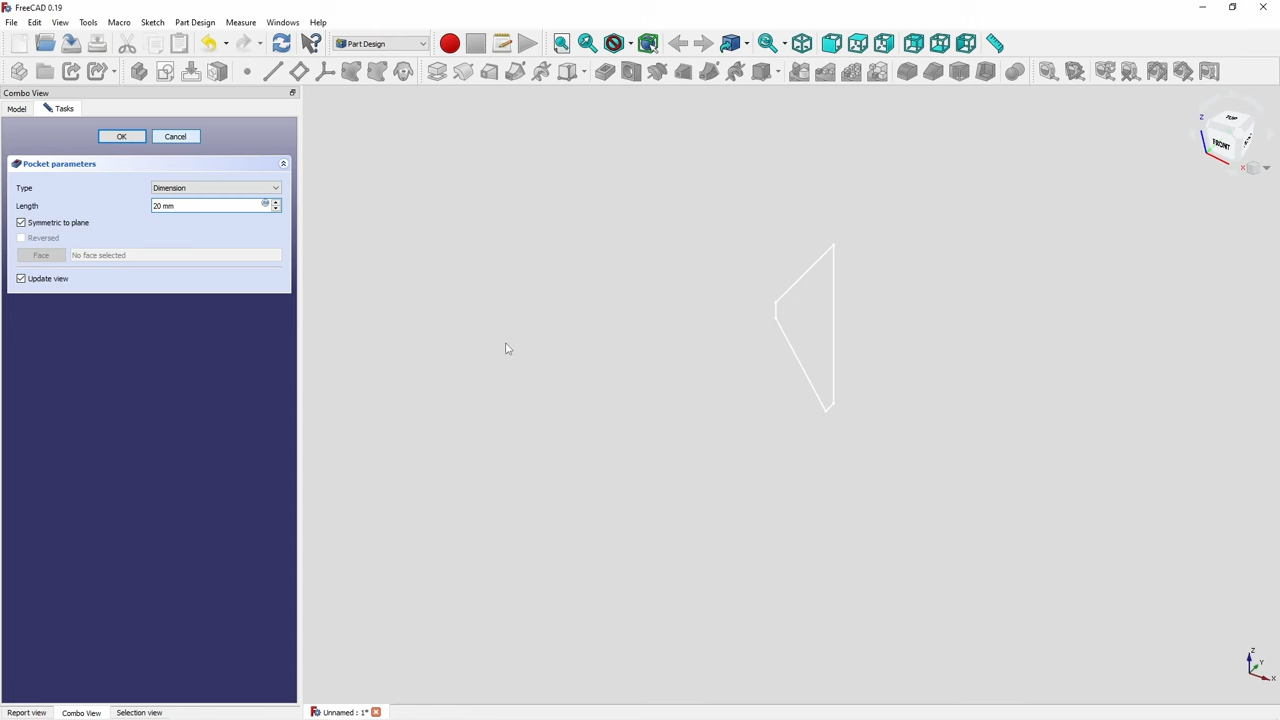 FreeCAD 0.19
File Edit View Tools Macro Sketch Part Design Measure Windows Help
Part Design
Combo View
Model Tasks
OK Cancel
Pocket parameters
Type Dimension
Length 20 mm
Symmetric to plane
Reversed
Face No face selected
Update view
Z
FRONT
X
Z
Y
X
Report view Combo View Selection view Unnamed : 1*